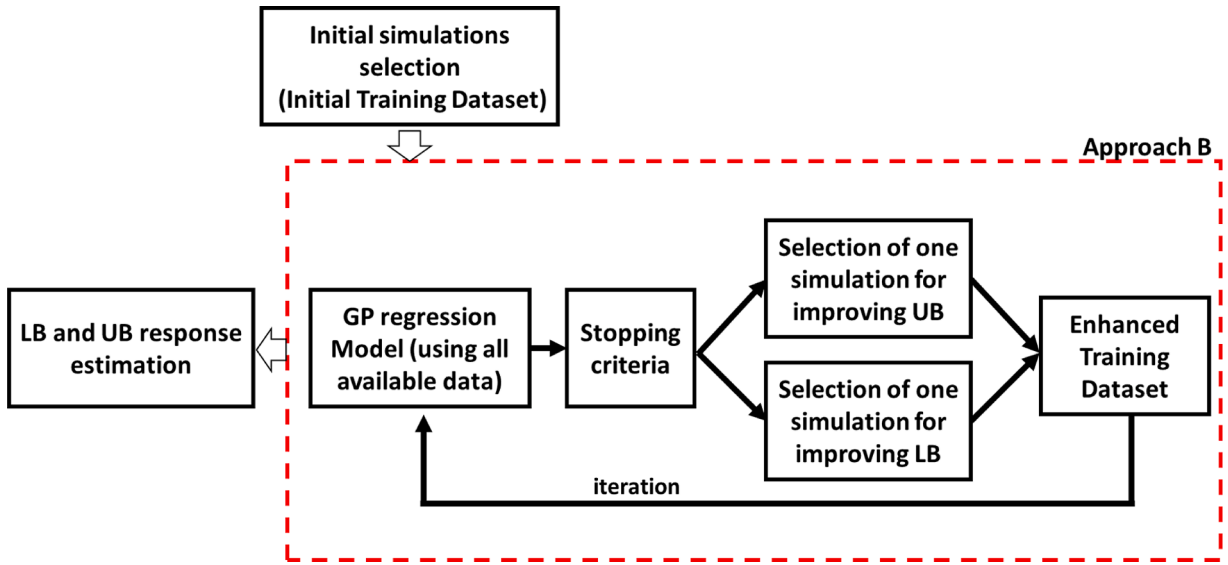 Initial simulations
selection
(Initial Training Dataset)
Approach B
LB and UB response
estimation
GP regression
Model (using all
available data)
Stopping
criteria
Selection of one
simulation for
improving UB
Selection of one
simulation for
improving LB
Enhanced
Training
Dataset
iteration